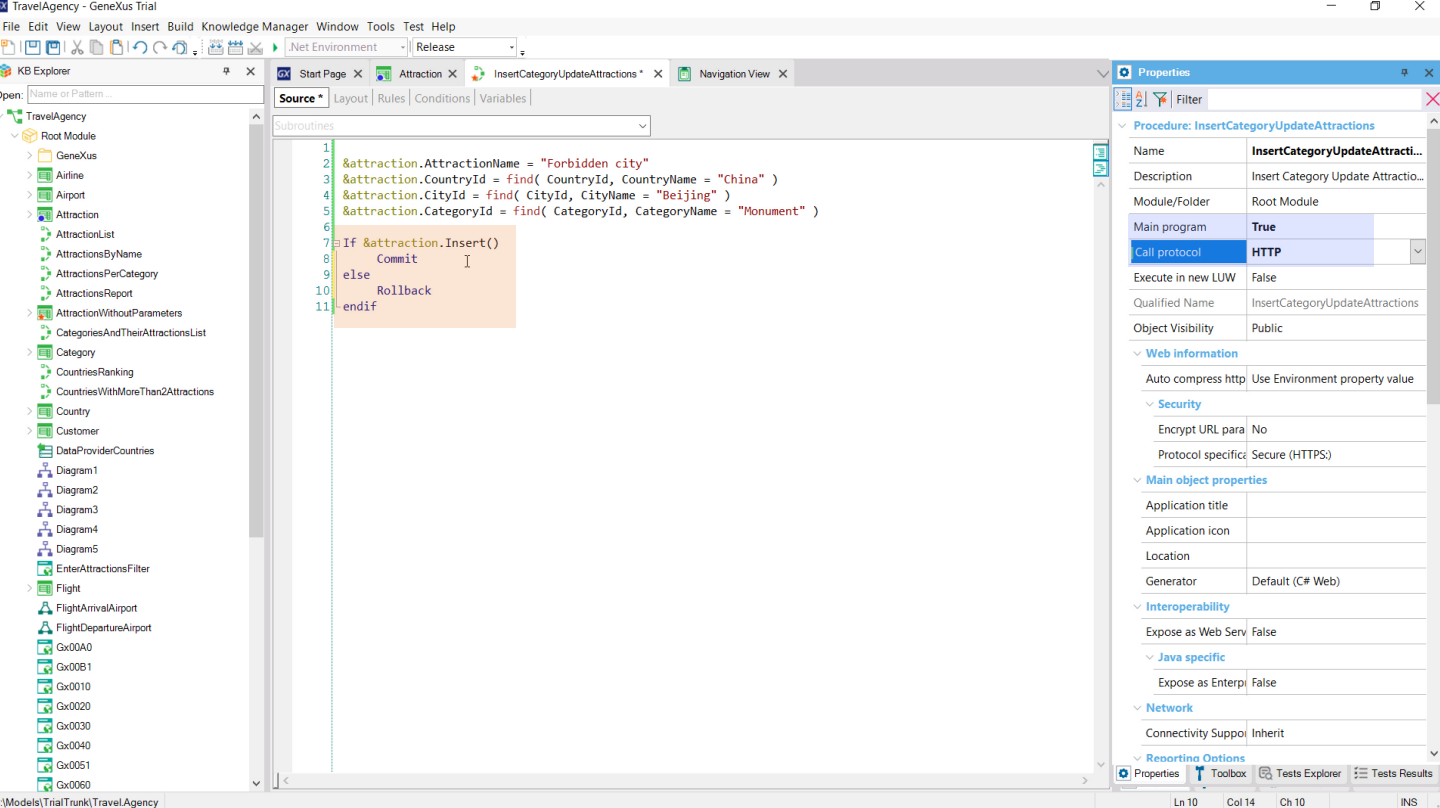 TravelAgency - GeneXus Trial
File Edit View Layout Insert Build Knowledge Manager Window Tools Test Help
.Net Environment Release
KB Explorer
Open: Name or Pattern ...
TravelAgency
Root Module
GeneXus
Airline
Airport
Attraction
AttractionList
AttractionsByName
AttractionsPerCategory
AttractionsReport
AttractionWithoutParameters
CategoriesAndTheirAttractionsList
Category
CountriesRanking
CountriesWithMoreThan2Attractions
Country
Customer
DataProviderCountries
Diagram1
Diagram2
Diagram3
Diagram4
Diagram5
EnterAttractionsFilter
Flight
FlightArrivalAirport
FlightDepartureAirport
Gx00A0
Gx00B1
Gx0010
Gx0020
Gx0030
Gx0040
Gx0051
Gx0060
Start Page Attraction InsertCategoryUpdateAttractions * Navigation View
Source * Layout Rules Conditions Variables
Subroutines
1
2 &attraction.AttractionName = "Forbidden city"
3 &attraction.CountryId = find( CountryId, CountryName = "China" )
4 &attraction.CityId = find( CityId, CityName = "Beijing" )
5 &attraction.CategoryId = find( CategoryId, CategoryName = "Monument" )
6
7 If &attraction.Insert()
8 Commit
9 else
10 Rollback
11 endif
Properties
Filter
Procedure: InsertCategoryUpdateAttractions
Name InsertCategoryUpdateAttracti...
Description Insert Category Update Attractio...
Module/Folder Root Module
Main program True
Call protocol HTTP
Execute in new LUW False
Qualified Name InsertCategoryUpdateAttractions
Object Visibility Public
Web information
Auto compress http Use Environment property value
Security
Encrypt URL para No
Protocol specifica Secure (HTTPS:)
Main object properties
Application title
Application icon
Location
Generator Default (C# Web)
Interoperability
Expose as Web Serv False
Java specific
Expose as Enterpr False
Network
Connectivity Suppor Inherit
Reporting Options
Properties Toolbox Tests Explorer Tests Results
:\Models\TrialTrunk\Travel.Agency Ln 10 Col 14 Ch 10 INS